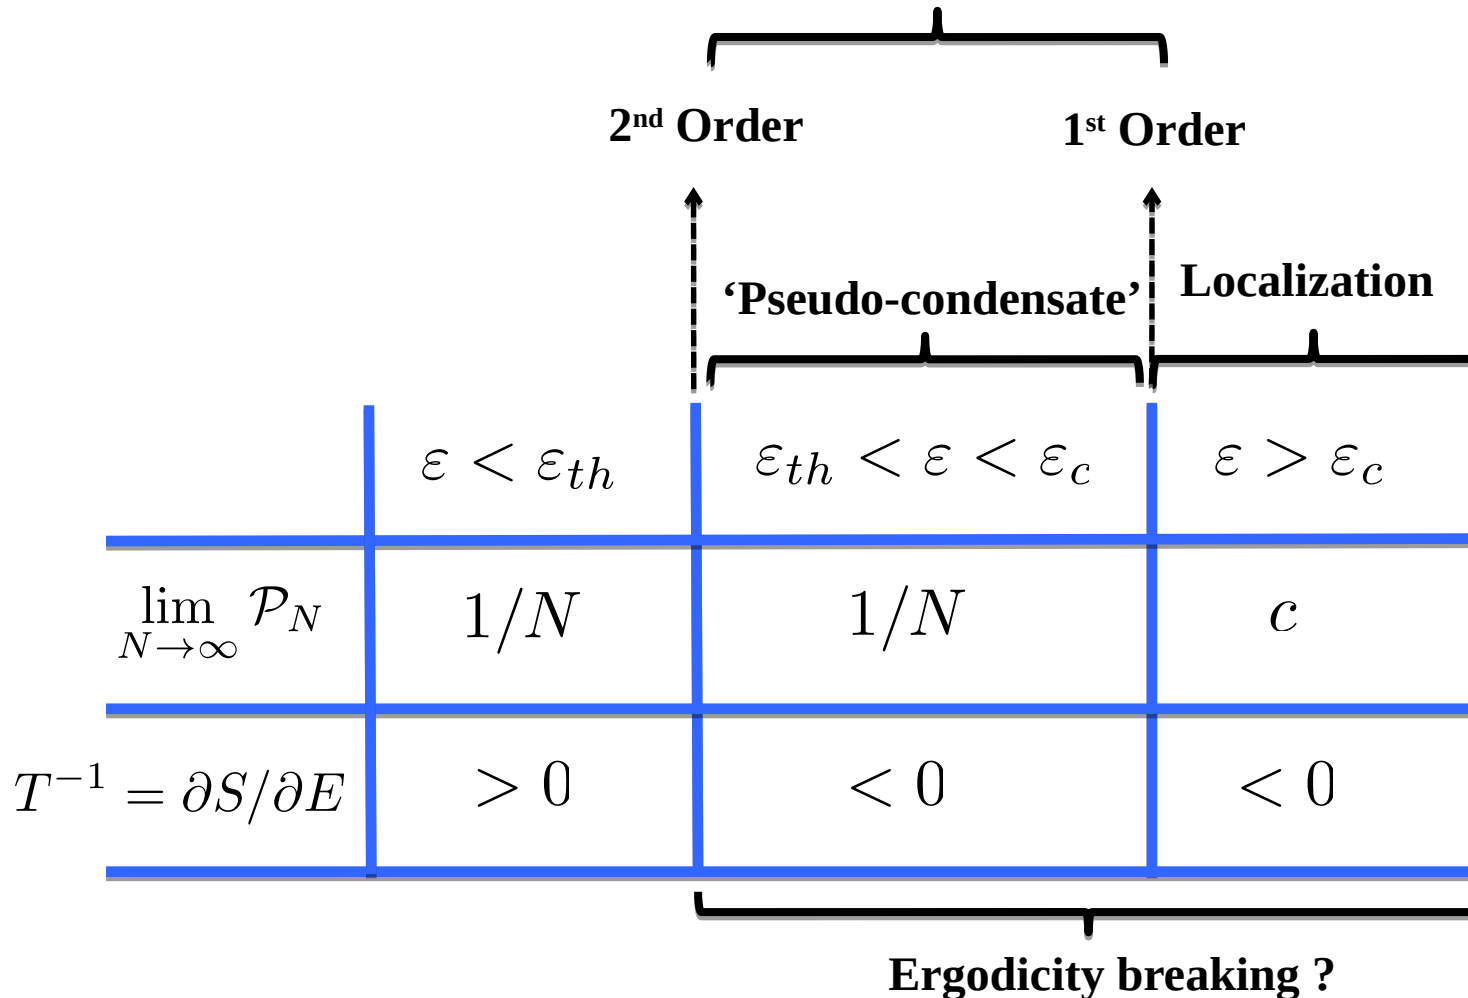 2nd Order
1st Order
‘Pseudo-condensate’
Localization
ε < ε_th
ε_th < ε < ε_c
ε > ε_c
lim_{N→∞} 𝒫_N
1/N
1/N
c
T⁻¹ = ∂S/∂E
> 0
< 0
< 0
Ergodicity breaking ?